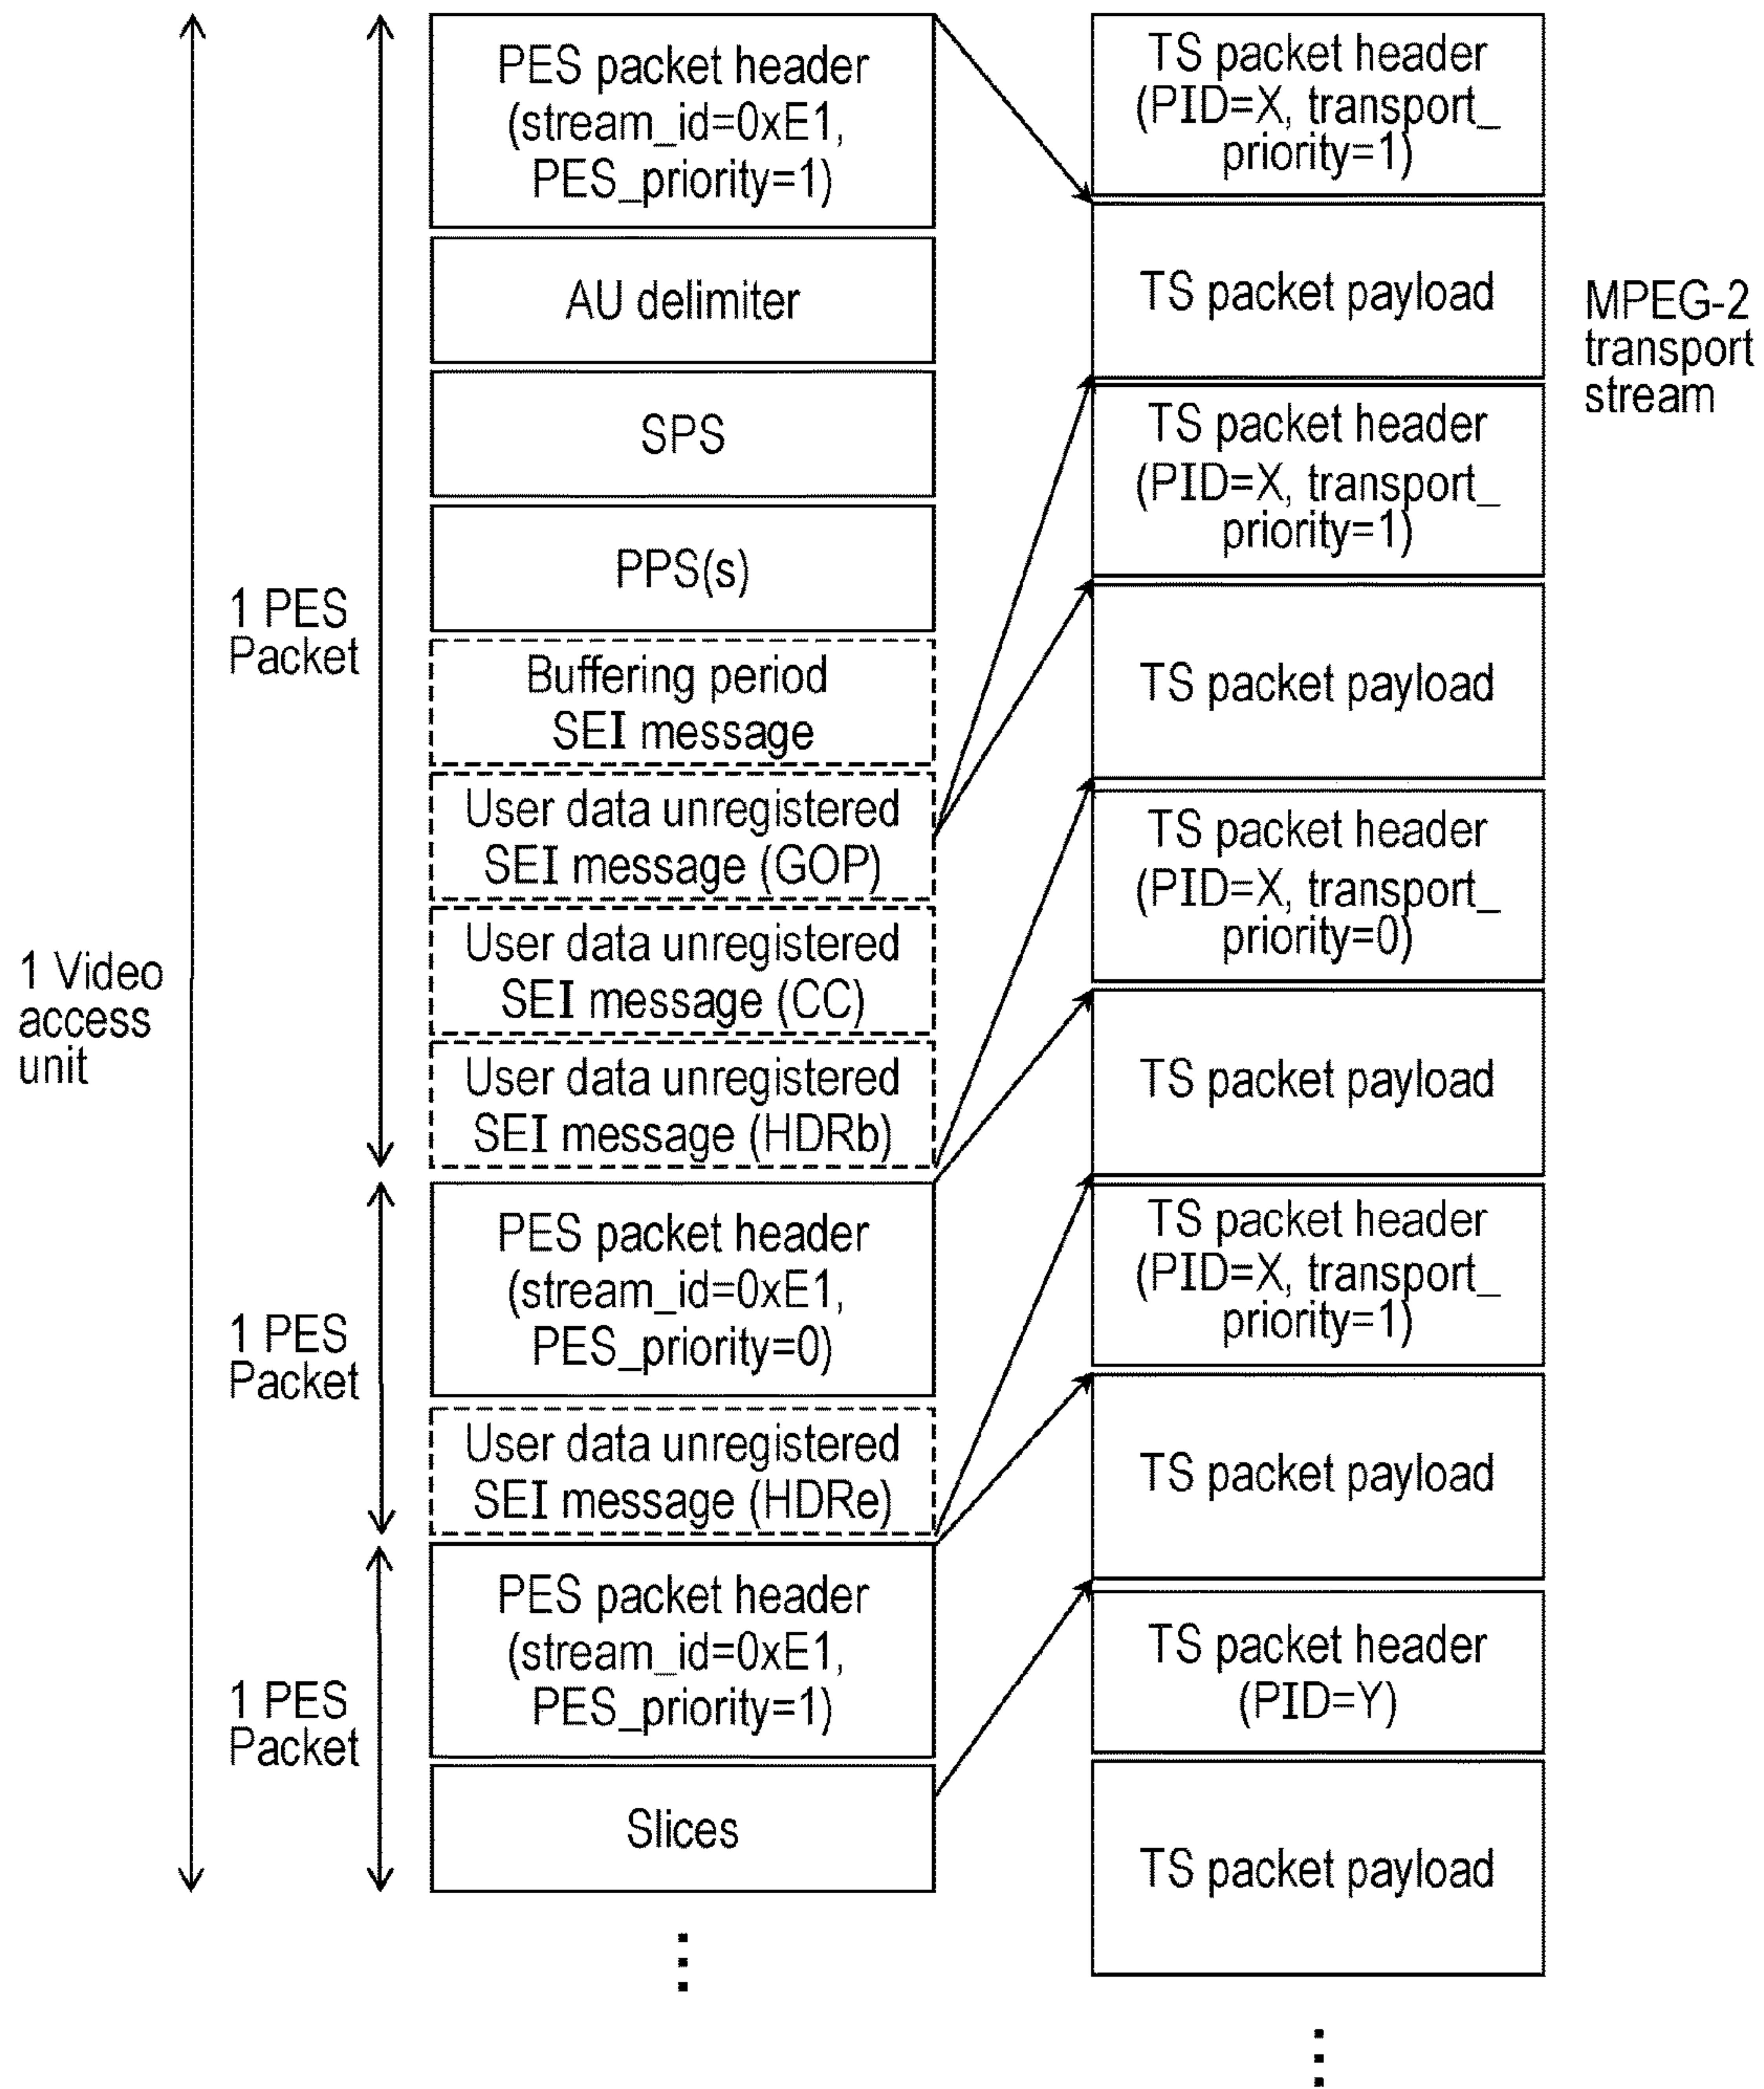 1 Video
access
unit
1 PES
Packet
1 PES
Packet
1 PES
Packet
PES packet header
(stream_id=0xE1,
PES_priority=1)
AU delimiter
SPS
PPS(s)
Buffering period
SEI message
User data unregistered
SEI message (GOP)
User data unregistered
SEI message (CC)
User data unregistered
SEI message (HDRb)
PES packet header
(stream_id=0xE1,
PES_priority=0)
User data unregistered
SEI message (HDRe)
PES packet header
(stream_id=0xE1,
PES_priority=1)
Slices
TS packet header
(PID=X, transport_
priority=1)
TS packet payload
TS packet header
(PID=X, transport_
priority=1)
TS packet payload
TS packet header
(PID=X, transport_
priority=0)
TS packet payload
TS packet header
(PID=X, transport_
priority=1)
TS packet payload
TS packet header
(PID=Y)
TS packet payload
MPEG-2
transport
stream